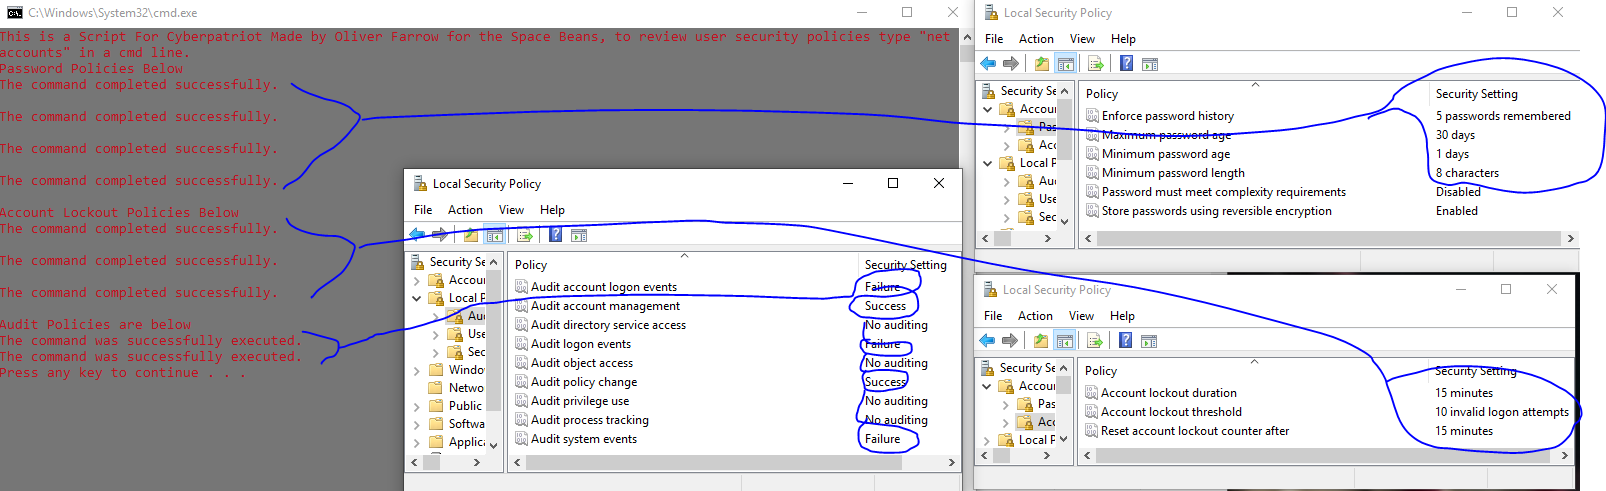 C:\Windows\System32\cmd.exe
This is a Script For Cyberpatriot Made by Oliver Farrow for the Space Beans, to review user security policies type "net
accounts" in a cmd line.
Password Policies Below
The command completed successfully.
The command completed successfully.
The command completed successfully.
The command completed successfully.
Account Lockout Policies Below
The command completed successfully.
The command completed successfully.
The command completed successfully.
Audit Policies are below
The command was successfully executed.
The command was successfully executed.
Press any key to continue . . .
Local Security Policy
File Action View Help
Security Se
Accou
Local P
Au
Use
Sec
Windo
Netwo
Public
Softwa
Applic
Policy Security Setting
Audit account logon events Failure
Audit account management Success
Audit directory service access No auditing
Audit logon events Failure
Audit object access No auditing
Audit policy change Success
Audit privilege use No auditing
Audit process tracking No auditing
Audit system events Failure
Local Security Policy
File Action View Help
Security Se
Accou
Pas
Acc
Local P
Au
Use
Sec
Policy Security Setting
Enforce password history 5 passwords remembered
Maximum password age 30 days
Minimum password age 1 days
Minimum password length 8 characters
Password must meet complexity requirements Disabled
Store passwords using reversible encryption Enabled
Local Security Policy
File Action View Help
Security Se
Accou
Pas
Acc
Local P
Policy Security Setting
Account lockout duration 15 minutes
Account lockout threshold 10 invalid logon attempts
Reset account lockout counter after 15 minutes